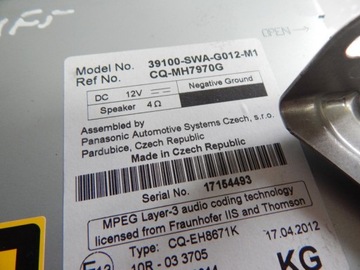 OPEN
Model No. 39100-SWA-G012-M1
Ref No. CQ-MH7970G
DC 12V Negative Ground
Speaker 4Ω
Assembled by
Panasonic Automotive Systems Czech, s.r.o.
Pardubice, Czech Republic
Made in Czech Republic
Serial No. 17154493
MPEG Layer-3 audio coding technology
licensed from Fraunhofer IIS and Thomson
Type: CQ-EH8671K 17.04.2012
10R - 03 3705 KG